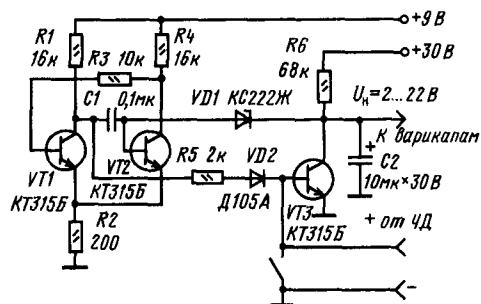 +9 В
R1
16к
R3
10к
R4
16к
R6
68к
+30 В
C1
0,1мк
VD1 КС222Ж
Uн=2...22 В
К варикапам
VT1
КТ315Б
VT2
КТ315Б
R5 2к
VD2
Д105А
VT3
КТ315Б
+
C2
10мк×30 В
R2
200
+ от ЧД
−